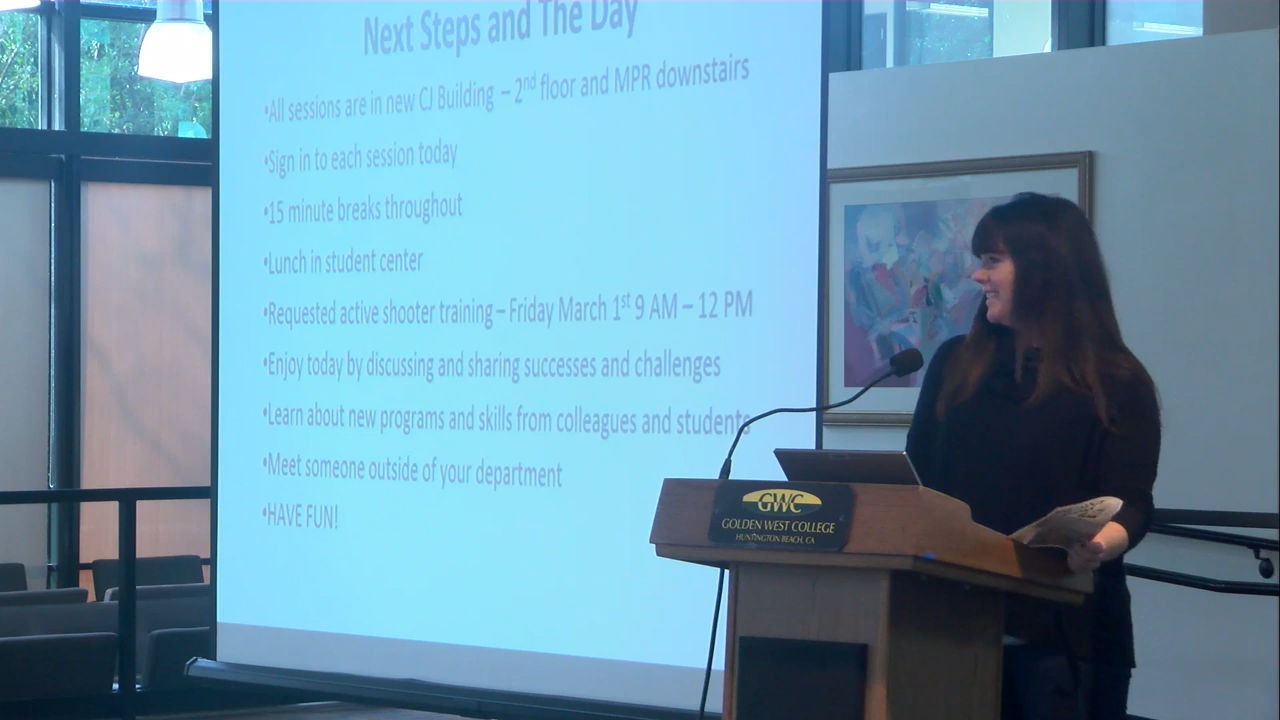 Next Steps and The Day
•All sessions are in new CJ Building – 2nd floor and MPR downstairs
•Sign in to each session today
•15 minute breaks throughout
•Lunch in student center
•Requested active shooter training – Friday March 1st 9 AM – 12 PM
•Enjoy today by discussing and sharing successes and challenges
•Learn about new programs and skills from colleagues and students
•Meet someone outside of your department
•HAVE FUN!
GWC
GOLDEN WEST COLLEGE
HUNTINGTON BEACH, CA